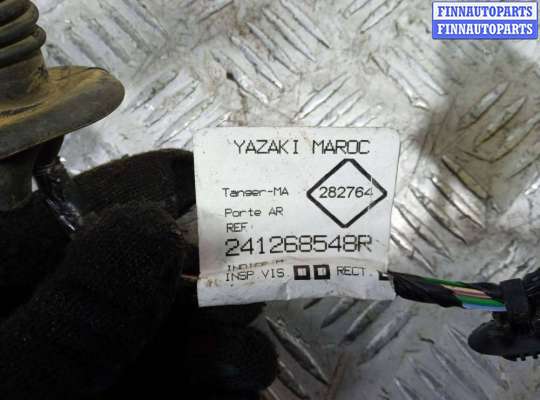 FINNAUTOPARTS
FINNAUTOPARTS
YAZAKI MAROC
Tanger-MA
282764
Porte AR
REF
241268548R
INSP.VIS
RECT.